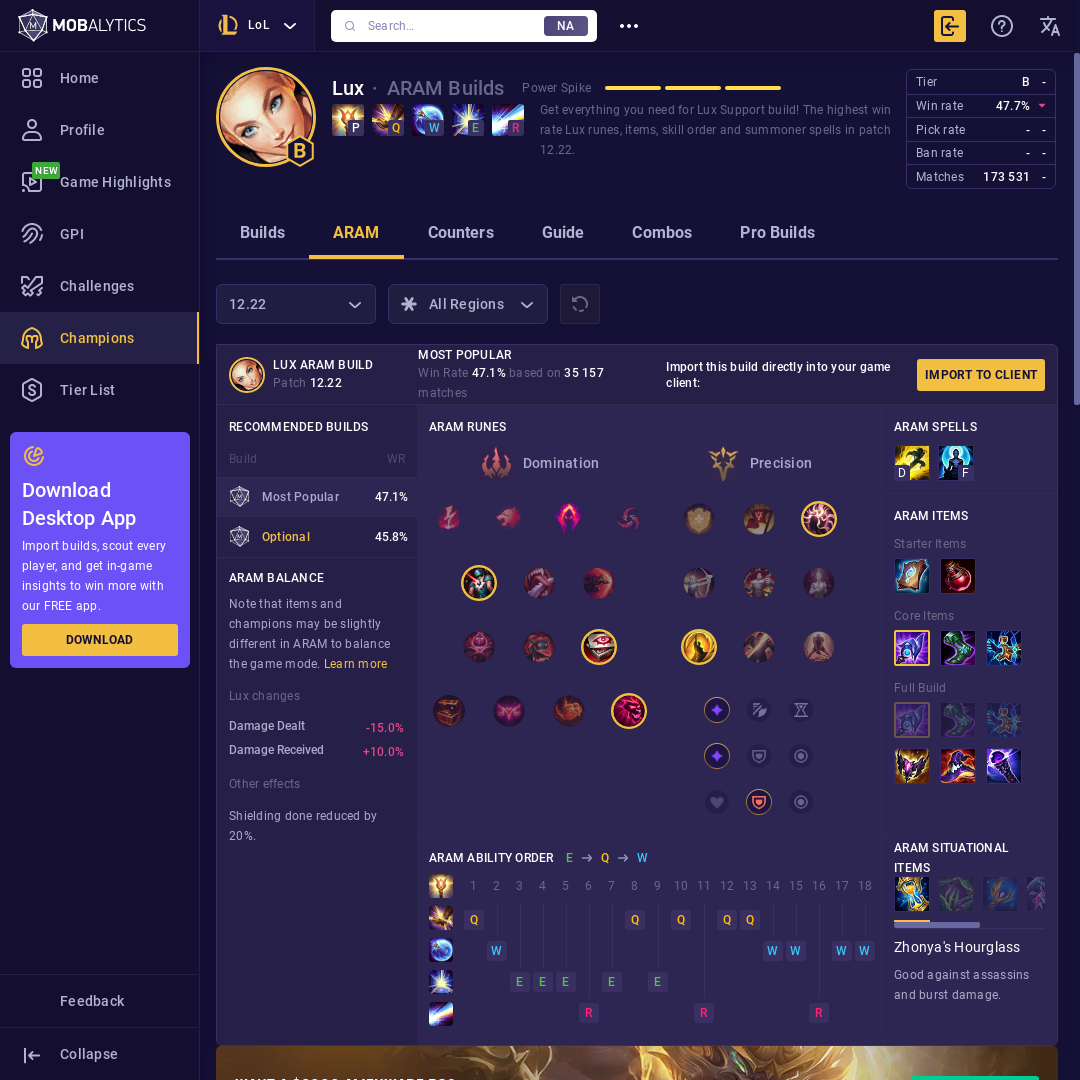 MOBALYTICS
LoL
Search...
NA
Home
Profile
NEW
Game Highlights
GPI
Challenges
Champions
Tier List
Download
Desktop App
Import builds, scout every
player, and get in-game
insights to win more with
our FREE app.
DOWNLOAD
Feedback
Collapse
Lux · ARAM Builds
Power Spike
P
Q
W
E
R
B
Get everything you need for Lux Support build! The highest win
rate Lux runes, items, skill order and summoner spells in patch
12.22.
Tier B -
Win rate 47.7%
Pick rate - -
Ban rate - -
Matches 173 531 -
Builds
ARAM
Counters
Guide
Combos
Pro Builds
12.22
All Regions
LUX ARAM BUILD
Patch 12.22
MOST POPULAR
Win Rate 47.1% based on 35 157
matches
Import this build directly into your game
client:
IMPORT TO CLIENT
RECOMMENDED BUILDS
Build WR
Most Popular 47.1%
Optional 45.8%
ARAM BALANCE
Note that items and
champions may be slightly
different in ARAM to balance
the game mode. Learn more
Lux changes
Damage Dealt -15.0%
Damage Received +10.0%
Other effects
Shielding done reduced by
20%.
ARAM RUNES
Domination
Precision
ARAM ABILITY ORDER E → Q → W
1 2 3 4 5 6 7 8 9 10 11 12 13 14 15 16 17 18
Q Q Q Q Q
W W W W W
E E E E E
R R R
ARAM SPELLS
D
F
ARAM ITEMS
Starter Items
Core Items
Full Build
ARAM SITUATIONAL
ITEMS
Zhonya's Hourglass
Good against assassins
and burst damage.